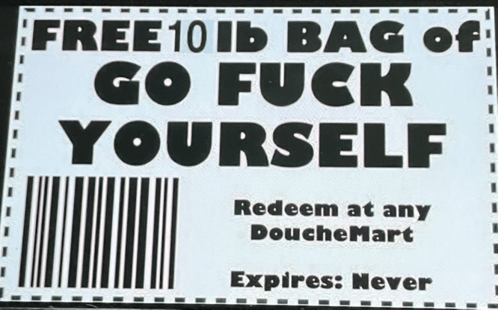 FREE 10 lb BAG of
GO FUCK
YOURSELF
Redeem at any
DoucheMart
Expires: Never